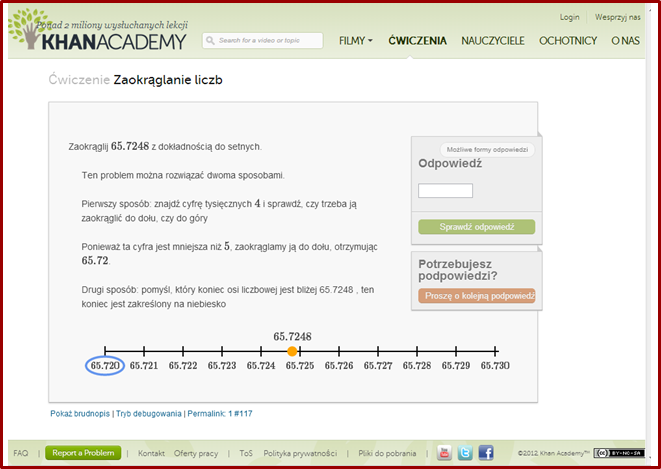 Ponad 2 miliony wysłuchanych lekcji
KHANACADEMY
Search for a video or topic
Login Wesprzyj nas
FILMY ĆWICZENIA NAUCZYCIELE OCHOTNICY O NAS
Ćwiczenie Zaokrąglanie liczb
Zaokrąglij 65.7248 z dokładnością do setnych.
Ten problem można rozwiązać dwoma sposobami.
Pierwszy sposób: znajdź cyfrę tysięcznych 4 i sprawdź, czy trzeba ją
zaokrąglić do dołu, czy do góry
Ponieważ ta cyfra jest mniejsza niż 5, zaokrąglamy ją do dołu, otrzymując
65.72.
Drugi sposób: pomyśl, który koniec osi liczbowej jest bliżej 65.7248 , ten
koniec jest zakreślony na niebiesko
65.7248
65.720 65.721 65.722 65.723 65.724 65.725 65.726 65.727 65.728 65.729 65.730
Możliwe formy odpowiedzi
Odpowiedź
Sprawdź odpowiedź
Potrzebujesz
podpowiedzi?
Proszę o kolejną podpowiedź
Pokaż brudnopis | Tryb debugowania | Permalink: 1 #117
FAQ | Report a Problem | Kontakt Oferty pracy | ToS Polityka prywatności | Pliki do pobrania | You Tube t f ©2012, Khan Academy™ cc BY-NC-SA